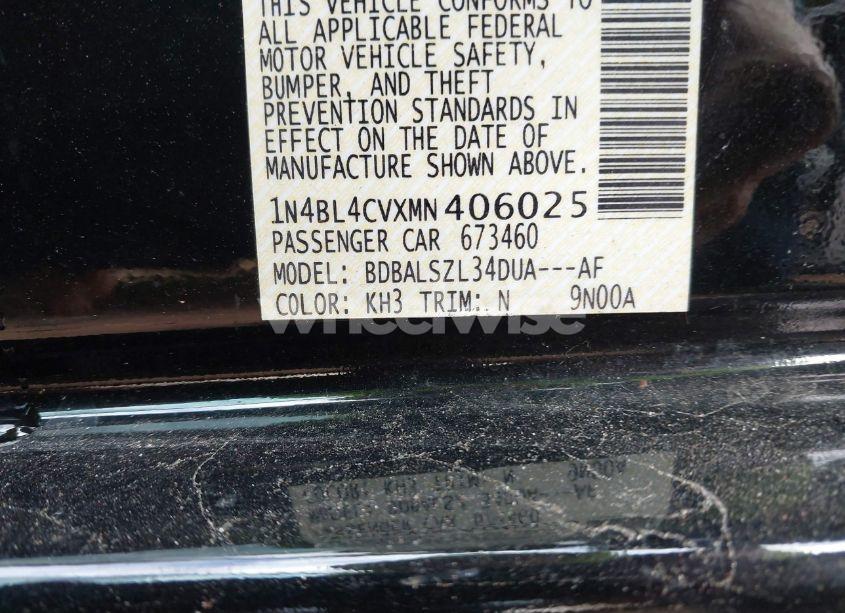 THIS VEHICLE CONFORMS TO
ALL APPLICABLE FEDERAL
MOTOR VEHICLE SAFETY,
BUMPER, AND THEFT
PREVENTION STANDARDS IN
EFFECT ON THE DATE OF
MANUFACTURE SHOWN ABOVE.
1N4BL4CVXMN406025
PASSENGER CAR 673460
MODEL: BDBALSZL34DUA---AF
COLOR: KH3 TRIM: N 9N00A
wheelwise